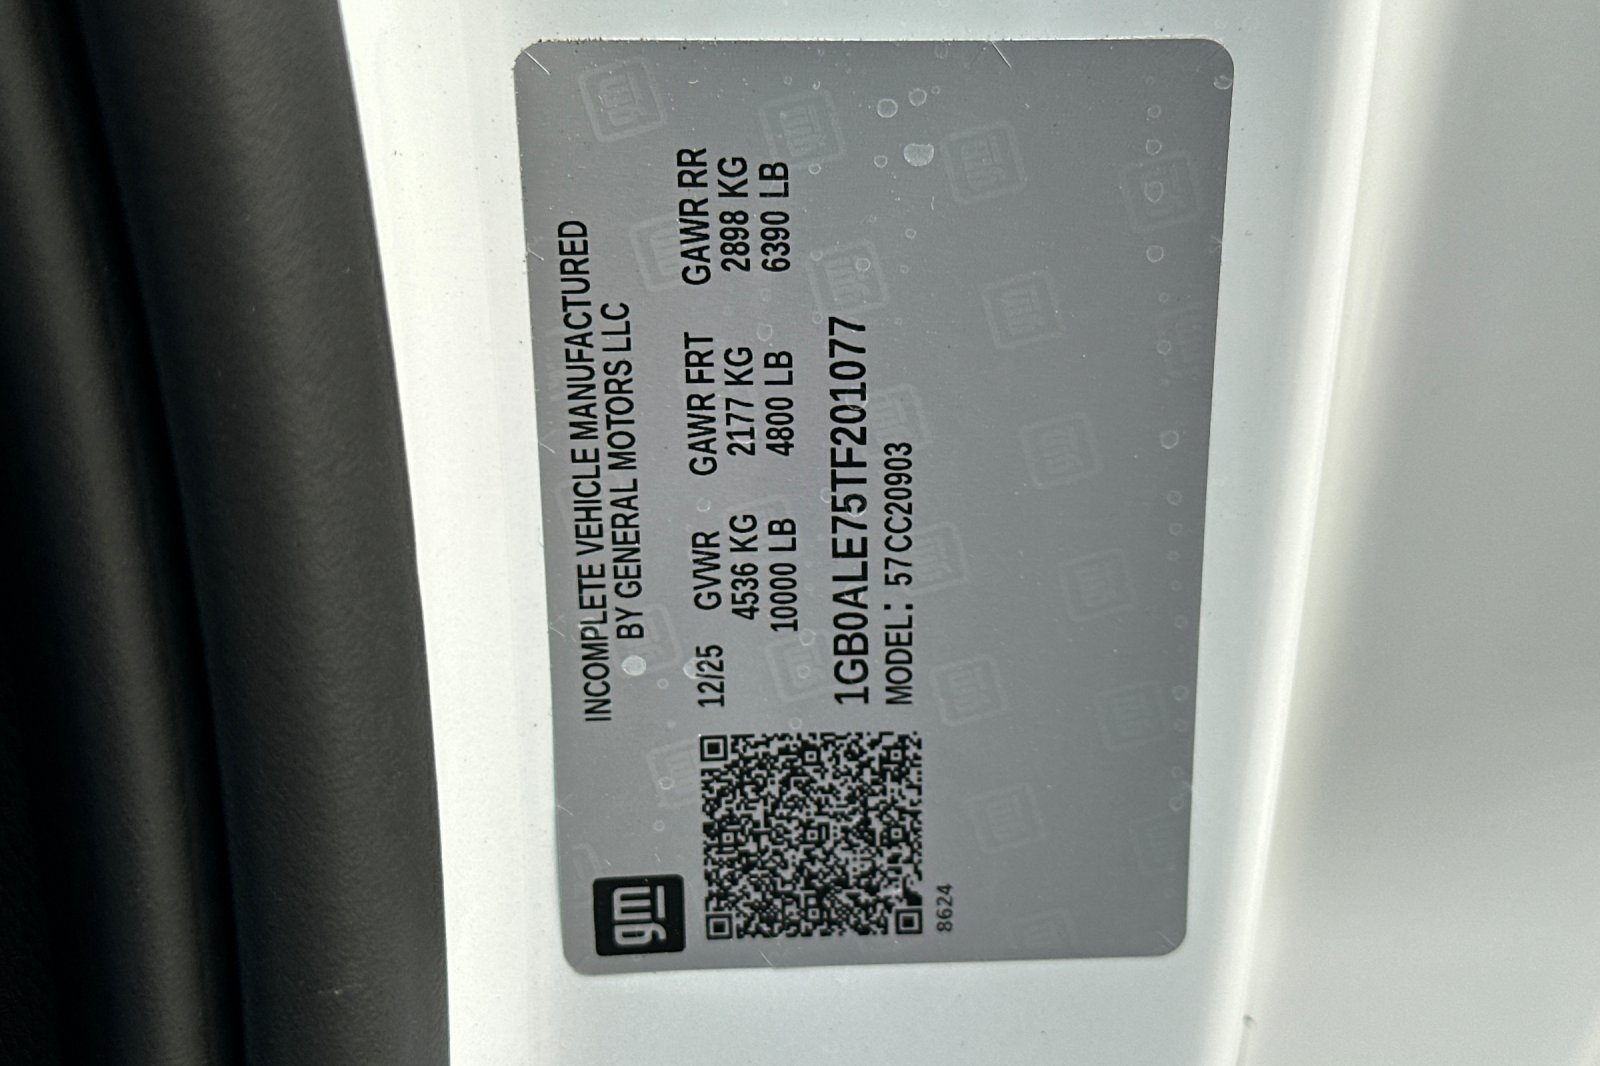 gm
INCOMPLETE VEHICLE MANUFACTURED
BY GENERAL MOTORS LLC
12/25 GVWR GAWR FRT GAWR RR
4536 KG 2177 KG 2898 KG
10000 LB 4800 LB 6390 LB
1GB0ALE75TF201077
MODEL: 57CC20903
8624